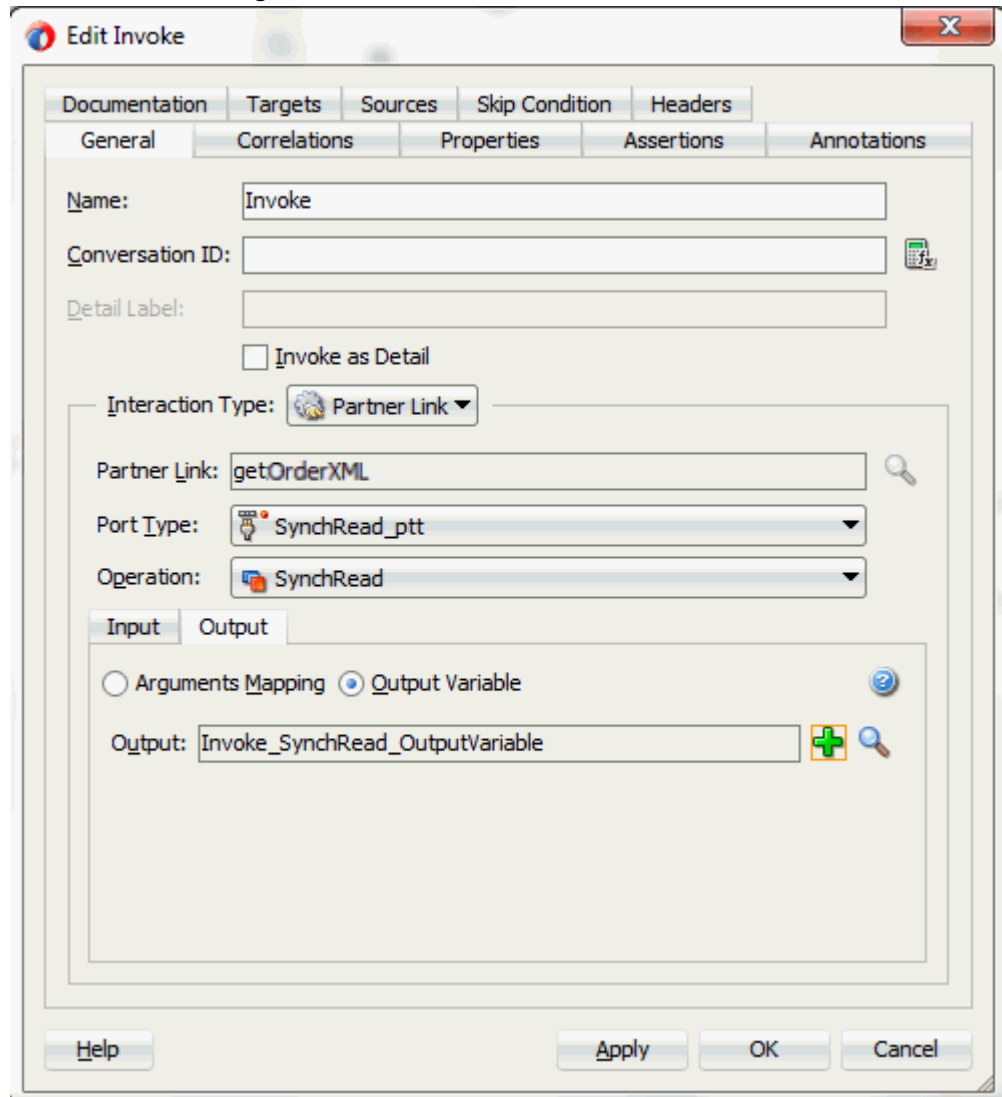 Edit Invoke
Documentation Targets Sources Skip Condition Headers
General Correlations Properties Assertions Annotations
Name: Invoke
Conversation ID:
Detail Label:
Invoke as Detail
Interaction Type: Partner Link
Partner Link: getOrderXML
Port Type: SynchRead_ptt
Operation: SynchRead
Input Output
Arguments Mapping Output Variable
Output: Invoke_SynchRead_OutputVariable
Help Apply OK Cancel